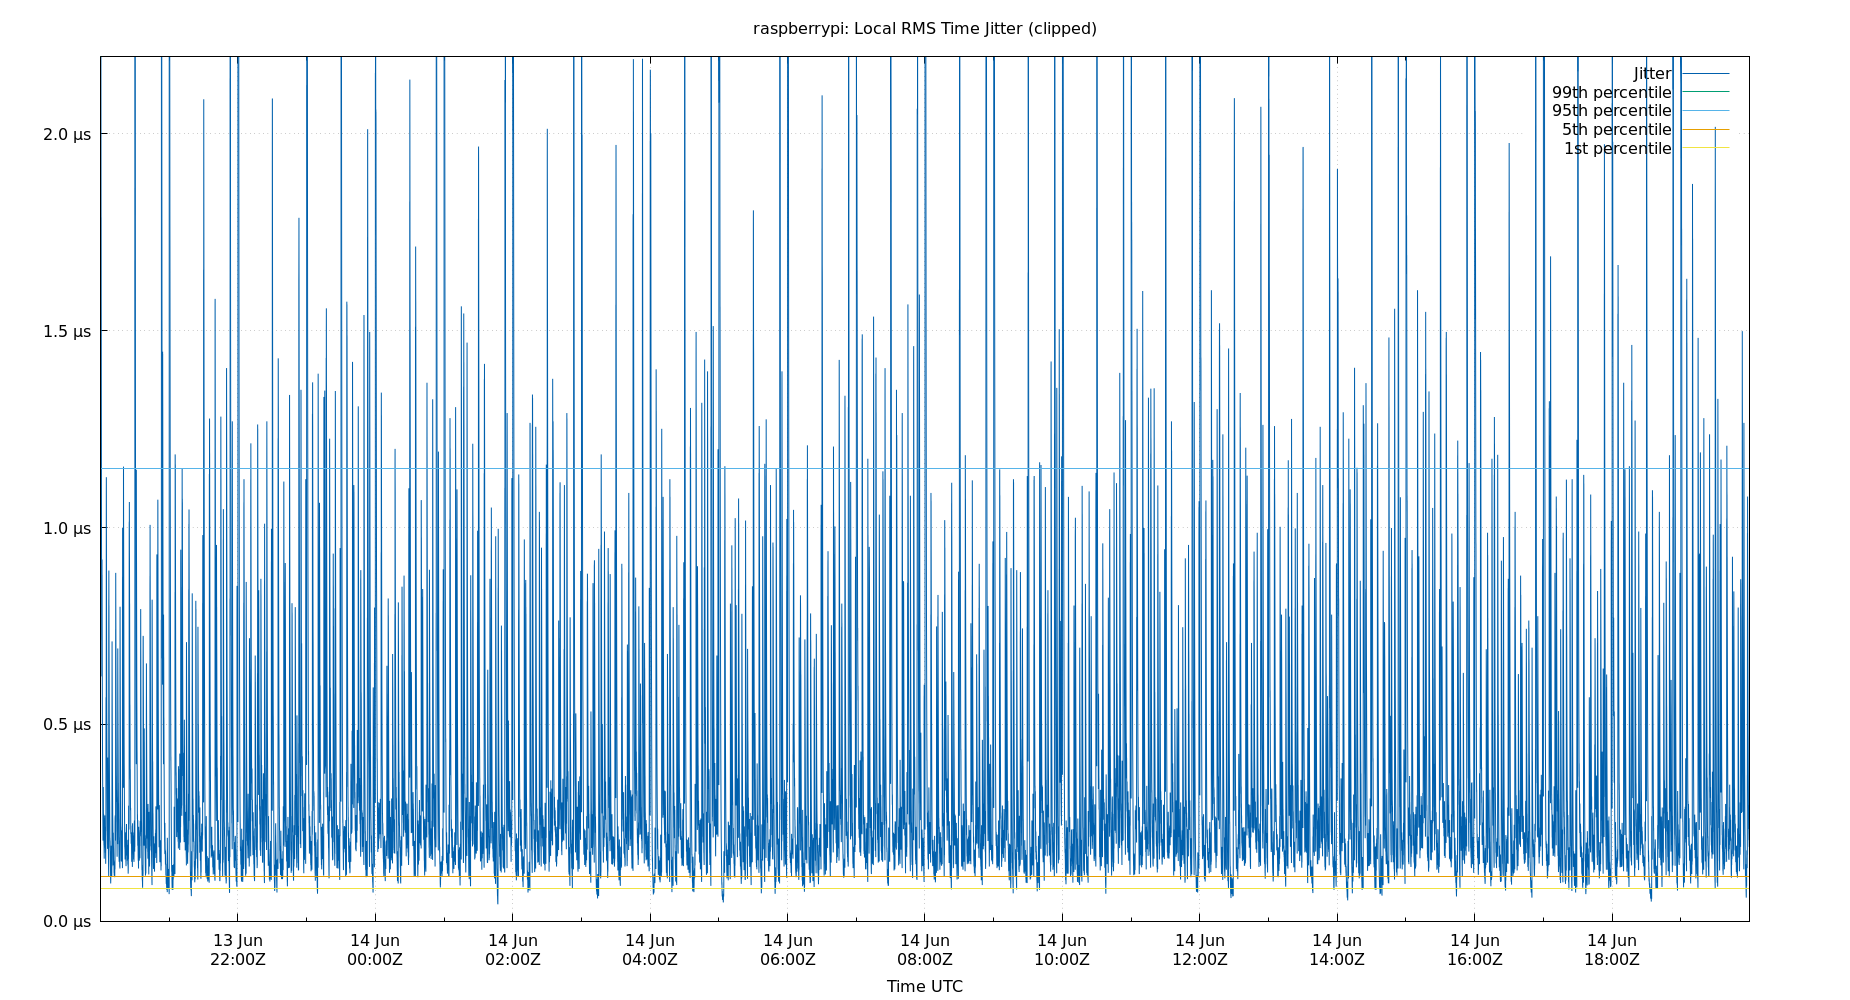 raspberrypi: Local RMS Time Jitter (clipped)
Jitter
99th percentile
95th percentile
5th percentile
1st percentile
2.0 µs
1.5 µs
1.0 µs
0.5 µs
0.0 µs
13 Jun 14 Jun 14 Jun 14 Jun 14 Jun 14 Jun 14 Jun 14 Jun 14 Jun 14 Jun 14 Jun
22:00Z 00:00Z 02:00Z 04:00Z 06:00Z 08:00Z 10:00Z 12:00Z 14:00Z 16:00Z 18:00Z
Time UTC